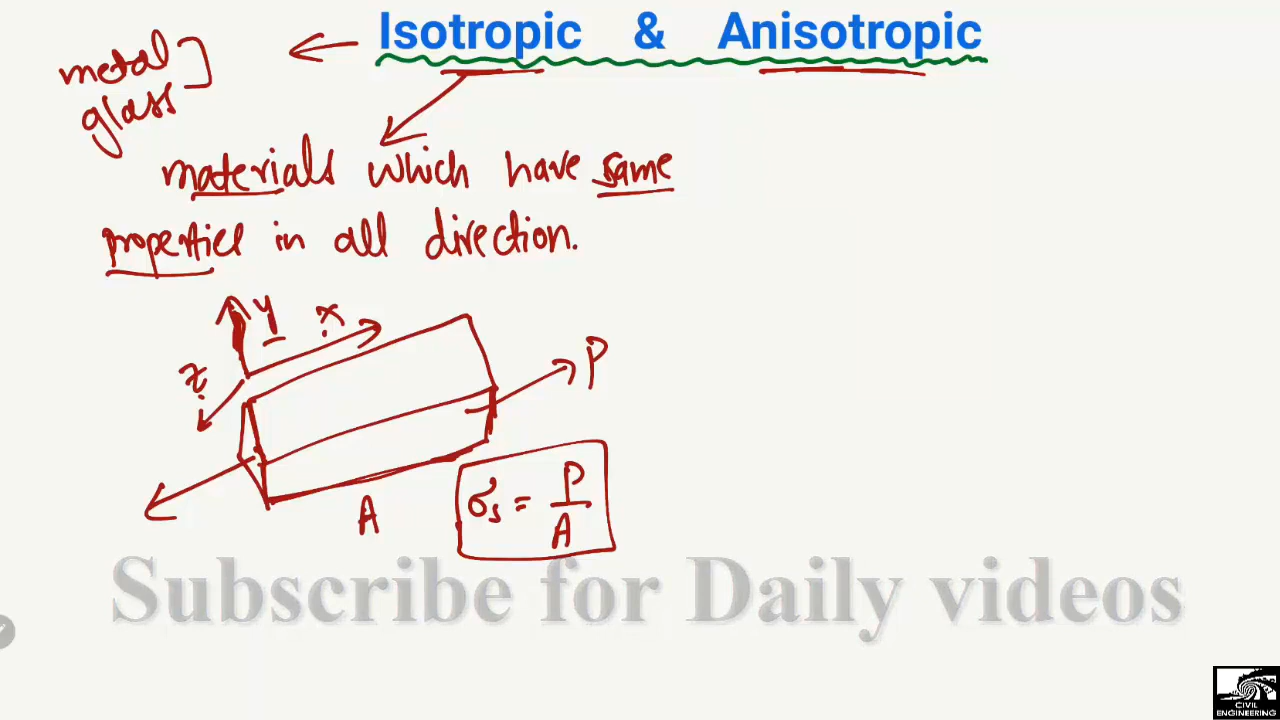 Isotropic & Anisotropic
metal
glass
materials which have same
properties in all direction.
y
x
z
P
A
σs = P/A
Subscribe for Daily videos
CIVIL
ENGINEERING